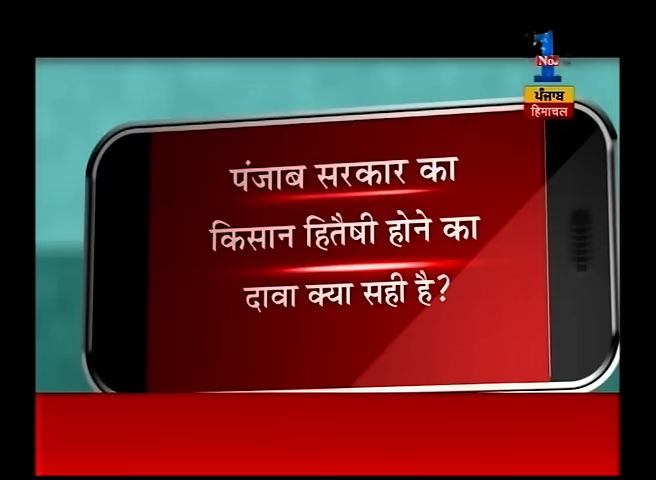 1
No.
ਪੰਜਾਬ
हिमाचल
पंजाब सरकार का
किसान हितैषी होने का
दावा क्या सही है?